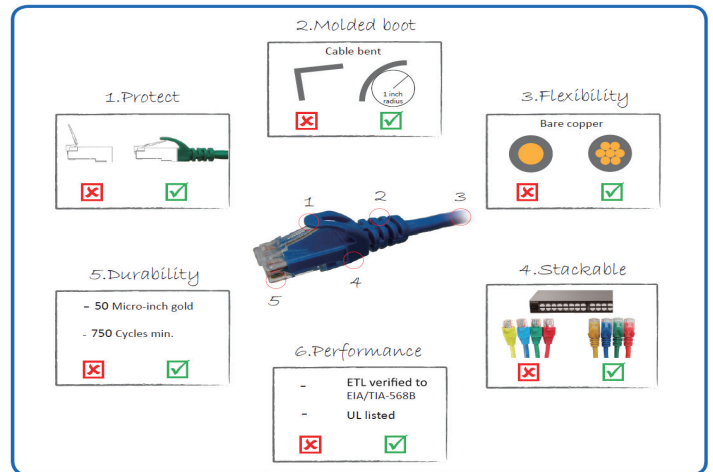 2.Molded boot
Cable bent
1 inch
radius
1.Protect
3.Flexibility
Bare copper
1
2
3
4
5
5.Durability
– 50 Micro-inch gold
- 750 Cycles min.
4.Stackable
6.Performance
– ETL verified to
EIA/TIA-568B
– UL listed